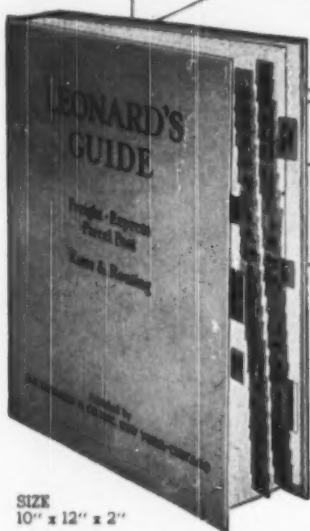 LEONARD'S
GUIDE
Freight - Express
Parcel Post
Rates & Routing
SIZE
10" x 12" x 2"